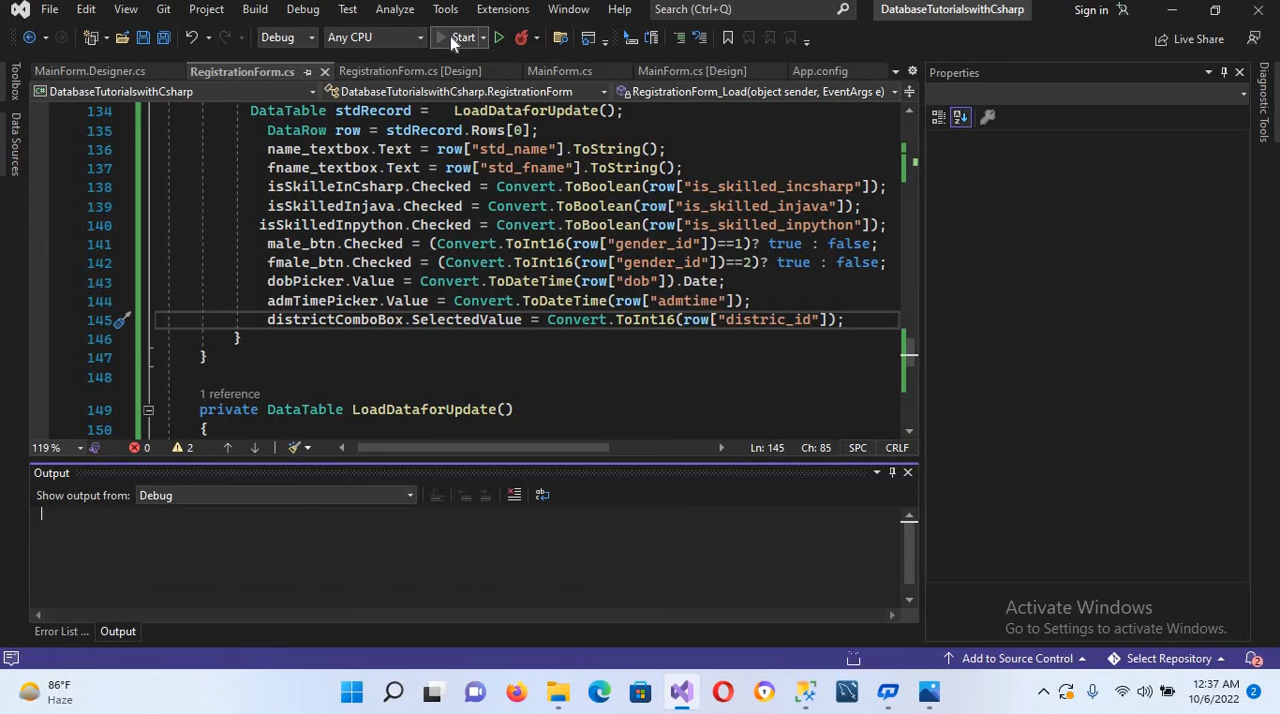 File Edit View Git Project Build Debug Test Analyze Tools Extensions Window Help Search (Ctrl+Q) DatabaseTutorialswithCsharp Sign in
Debug Any CPU Start Live Share
MainForm.Designer.cs RegistrationForm.cs RegistrationForm.cs [Design] MainForm.cs MainForm.cs [Design] App.config
DatabaseTutorialswithCsharp DatabaseTutorialswithCsharp.RegistrationForm RegistrationForm_Load(object sender, EventArgs e)
134 DataTable stdRecord = LoadDataforUpdate();
135 DataRow row = stdRecord.Rows[0];
136 name_textbox.Text = row["std_name"].ToString();
137 fname_textbox.Text = row["std_fname"].ToString();
138 isSkilleInCsharp.Checked = Convert.ToBoolean(row["is_skilled_incsharp"]);
139 isSkilledInjava.Checked = Convert.ToBoolean(row["is_skilled_injava"]);
140 isSkilledInpython.Checked = Convert.ToBoolean(row["is_skilled_inpython"]);
141 male_btn.Checked = (Convert.ToInt16(row["gender_id"])==1)? true : false;
142 fmale_btn.Checked = (Convert.ToInt16(row["gender_id"])==2)? true : false;
143 dobPicker.Value = Convert.ToDateTime(row["dob"]).Date;
144 admTimePicker.Value = Convert.ToDateTime(row["admtime"]);
145 districtComboBox.SelectedValue = Convert.ToInt16(row["distric_id"]);
146 }
147 }
148
1 reference
149 private DataTable LoadDataforUpdate()
150 {
119 % 0 2 Ln: 145 Ch: 85 SPC CRLF
Output
Show output from: Debug
Error List ... Output
Toolbox
Data Sources
Properties
Diagnostic Tools
Activate Windows
Go to Settings to activate Windows.
Add to Source Control Select Repository 2
86°F
Haze
12:37 AM
10/6/2022
2